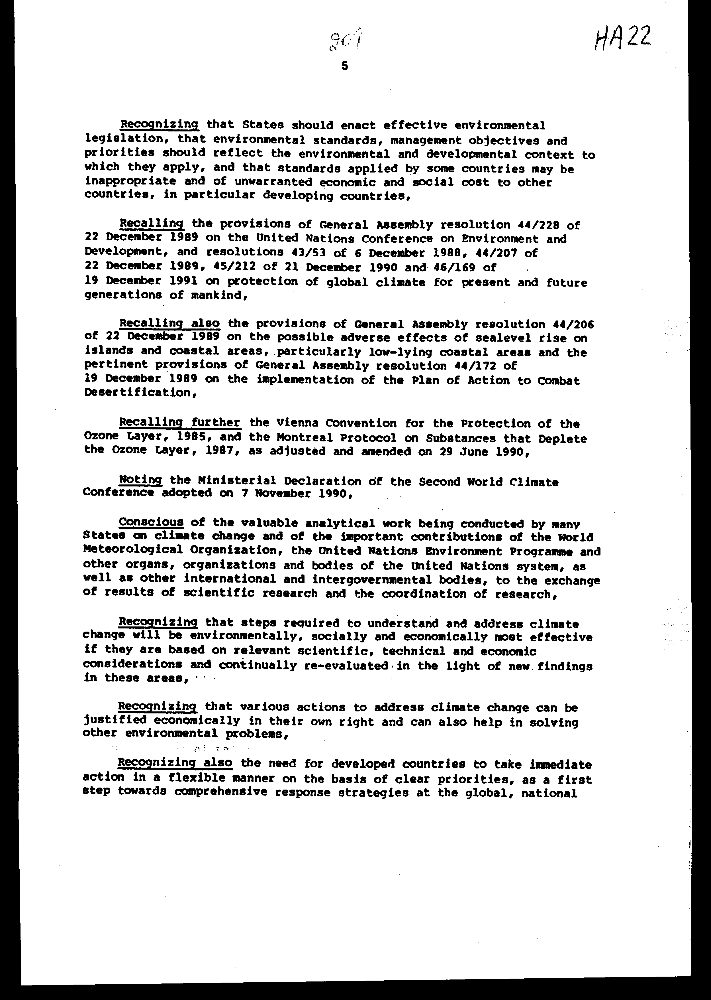 209
HA22
5
Recognizing that States should enact effective environmental
legislation, that environmental standards, management objectives and
priorities should reflect the environmental and developmental context to
which they apply, and that standards applied by some countries may be
inappropriate and of unwarranted economic and social cost to other
countries, in particular developing countries,
Recalling the provisions of General Assembly resolution 44/228 of
22 December 1989 on the United Nations Conference on Environment and
Development, and resolutions 43/53 of 6 December 1988, 44/207 of
22 December 1989, 45/212 of 21 December 1990 and 46/169 of
19 December 1991 on protection of global climate for present and future
generations of mankind,
Recalling also the provisions of General Assembly resolution 44/206
of 22 December 1989 on the possible adverse effects of sealevel rise on
islands and coastal areas, particularly low-lying coastal areas and the
pertinent provisions of General Assembly resolution 44/172 of
19 December 1989 on the implementation of the Plan of Action to Combat
Desertification,
Recalling further the Vienna Convention for the Protection of the
Ozone Layer, 1985, and the Montreal Protocol on Substances that Deplete
the Ozone Layer, 1987, as adjusted and amended on 29 June 1990,
Noting the Ministerial Declaration of the Second World Climate
Conference adopted on 7 November 1990,
Conscious of the valuable analytical work being conducted by many
States on climate change and of the important contributions of the World
Meteorological Organization, the United Nations Environment Programme and
other organs, organizations and bodies of the United Nations system, as
well as other international and intergovernmental bodies, to the exchange
of results of scientific research and the coordination of research,
Recognizing that steps required to understand and address climate
change will be environmentally, socially and economically most effective
if they are based on relevant scientific, technical and economic
considerations and continually re-evaluated in the light of new findings
in these areas,
Recognizing that various actions to address climate change can be
justified economically in their own right and can also help in solving
other environmental problems,
Recognizing also the need for developed countries to take immediate
action in a flexible manner on the basis of clear priorities, as a first
step towards comprehensive response strategies at the global, national